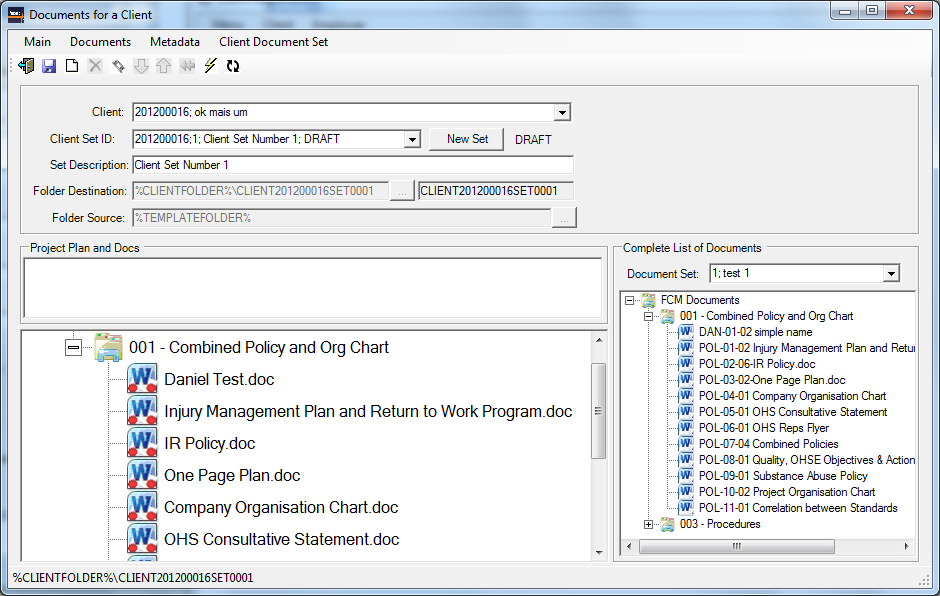 Documents for a Client
Main Documents Metadata Client Document Set
Client: 201200016; ok mais um
Client Set ID: 201200016;1; Client Set Number 1; DRAFT New Set DRAFT
Set Description: Client Set Number 1
Folder Destination: %CLIENTFOLDER%\CLIENT201200016SET0001 ... CLIENT201200016SET0001
Folder Source: %TEMPLATEFOLDER% ...
Project Plan and Docs
001 - Combined Policy and Org Chart
Daniel Test.doc
Injury Management Plan and Return to Work Program.doc
IR Policy.doc
One Page Plan.doc
Company Organisation Chart.doc
OHS Consultative Statement.doc
Complete List of Documents
Document Set: 1; test 1
FCM Documents
001 - Combined Policy and Org Chart
DAN-01-02 simple name
POL-01-02 Injury Management Plan and Retu
POL-02-06-IR Policy.doc
POL-03-02-One Page Plan.doc
POL-04-01 Company Organisation Chart
POL-05-01 OHS Consultative Statement
POL-06-01 OHS Reps Flyer
POL-07-04 Combined Policies
POL-08-01 Quality, OHSE Objectives & Action
POL-09-01 Substance Abuse Policy
POL-10-02 Project Organisation Chart
POL-11-01 Correlation between Standards
003 - Procedures
%CLIENTFOLDER%\CLIENT201200016SET0001